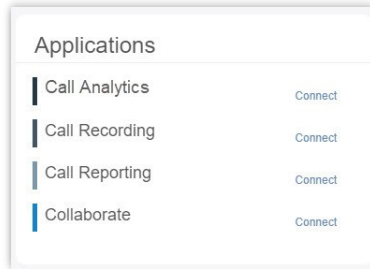 Applications
Call Analytics Connect
Call Recording Connect
Call Reporting Connect
Collaborate Connect